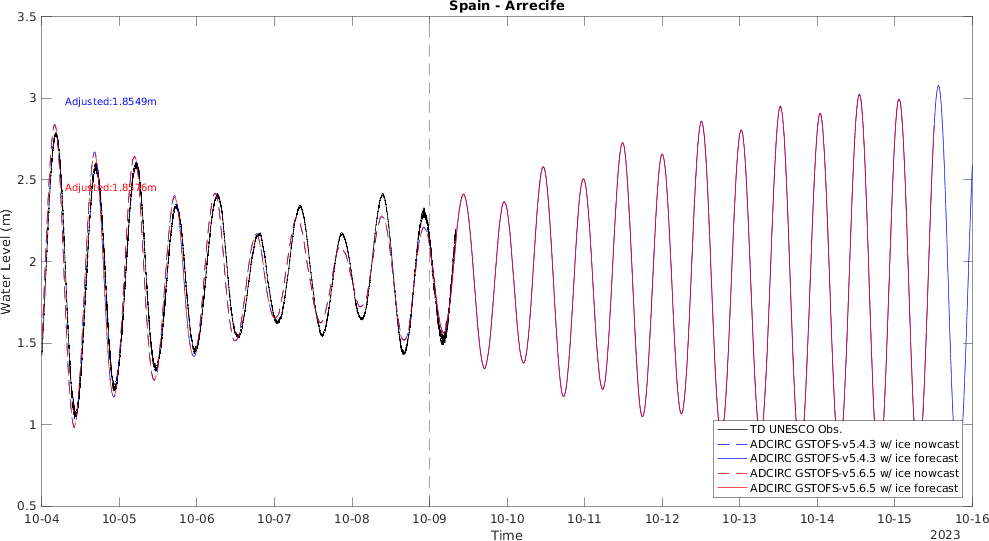 Spain - Arrecife
3.5
3
2.5
2
1.5
1
0.5
Water Level (m)
Adjusted:1.8549m
Adjusted:1.8576m
TD UNESCO Obs.
ADCIRC GSTOFS-v5.4.3 w/ ice nowcast
ADCIRC GSTOFS-v5.4.3 w/ ice forecast
ADCIRC GSTOFS-v5.6.5 w/ ice nowcast
ADCIRC GSTOFS-v5.6.5 w/ ice forecast
10-04 10-05 10-06 10-07 10-08 10-09 10-10 10-11 10-12 10-13 10-14 10-15 10-16
Time
2023